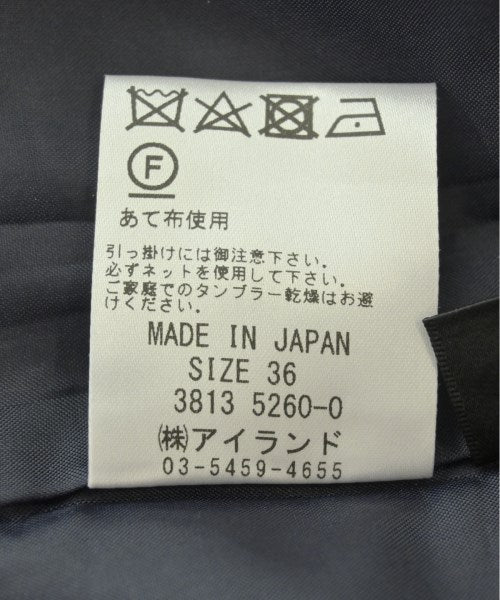 F
あて布使用
引っ掛けには御注意下さい。
必ずネットを使用して下さい。
ご家庭でのタンブラー乾燥はお避
けください。
MADE IN JAPAN
SIZE 36
3813 5260-0
㈱アイランド
03-5459-4655